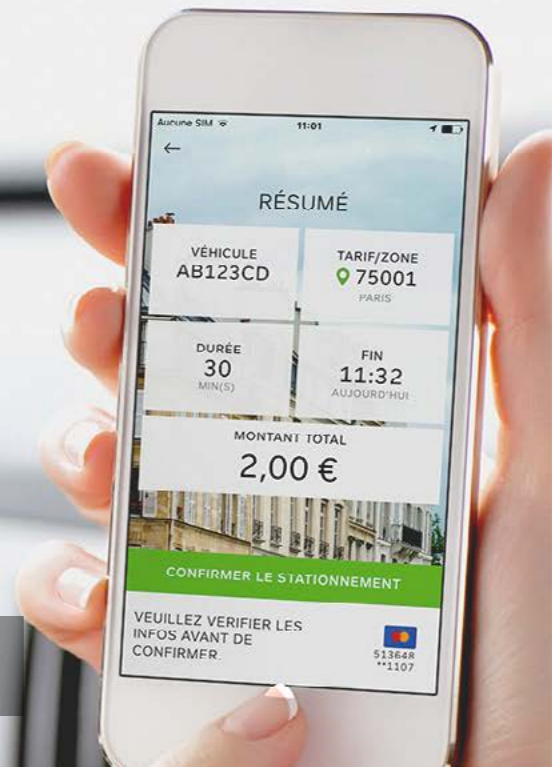 Aucune SIM
11:01
←
RÉSUMÉ
VÉHICULE
AB123CD
TARIF/ZONE
75001
PARIS
DURÉE
30
MIN(S)
FIN
11:32
AUJOURD'HUI
MONTANT TOTAL
2,00 €
CONFIRMER LE STATIONNEMENT
VEUILLEZ VERIFIER LES
INFOS AVANT DE
CONFIRMER.
513648
**1107